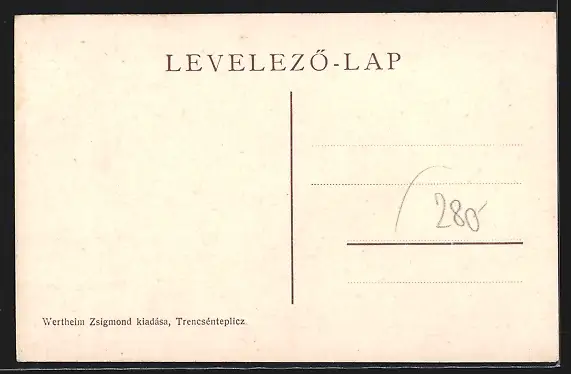 LEVELEZŐ-LAP
280
Wertheim Zsigmond kiadása, Trencsénteplicz.